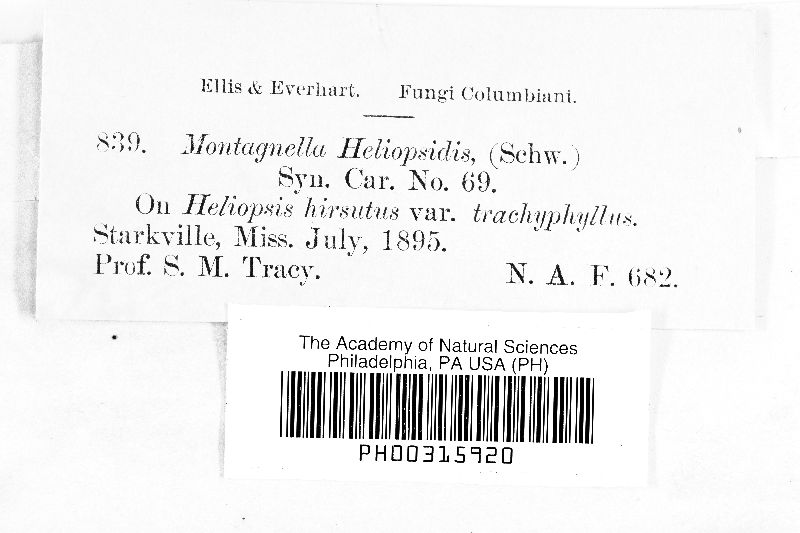 Ellis & Everhart. Fungi Columbiani.
839. Montagnella Heliopsidis, (Schw.)
Syn. Car. No. 69.
On Heliopsis hirsutus var. trachyphyllus.
Starkville, Miss. July, 1895.
Prof. S. M. Tracy. N. A. F. 682.
The Academy of Natural Sciences
Philadelphia, PA USA (PH)
PH00315920